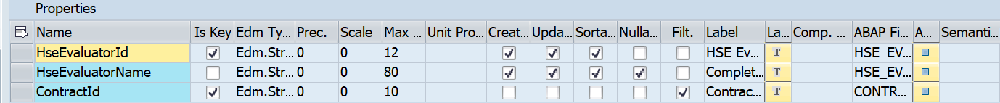 Properties
Name Is Key Edm Ty... Prec. Scale Max ... Unit Pro... Creat... Upda... Sorta... Nulla... Filt. Label La... Comp. ... ABAP Fi... A... Semanti...
HseEvaluatorId Edm.Str... 0 0 12 HSE Ev... T HSE_EV...
HseEvaluatorName Edm.Str... 0 0 80 Complet... T HSE_EV...
ContractId Edm.Str... 0 0 10 Contrac... T CONTR...